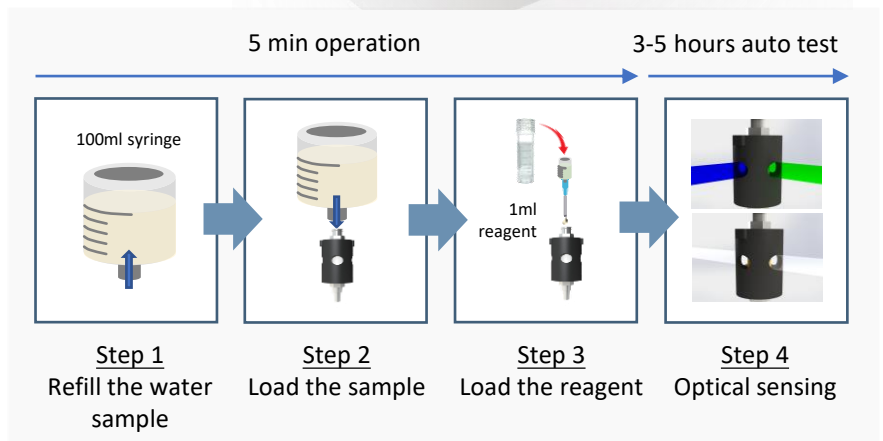 5 min operation
3-5 hours auto test
100ml syringe
1ml
reagent
Step 1
Refill the water
sample
Step 2
Load the sample
Step 3
Load the reagent
Step 4
Optical sensing